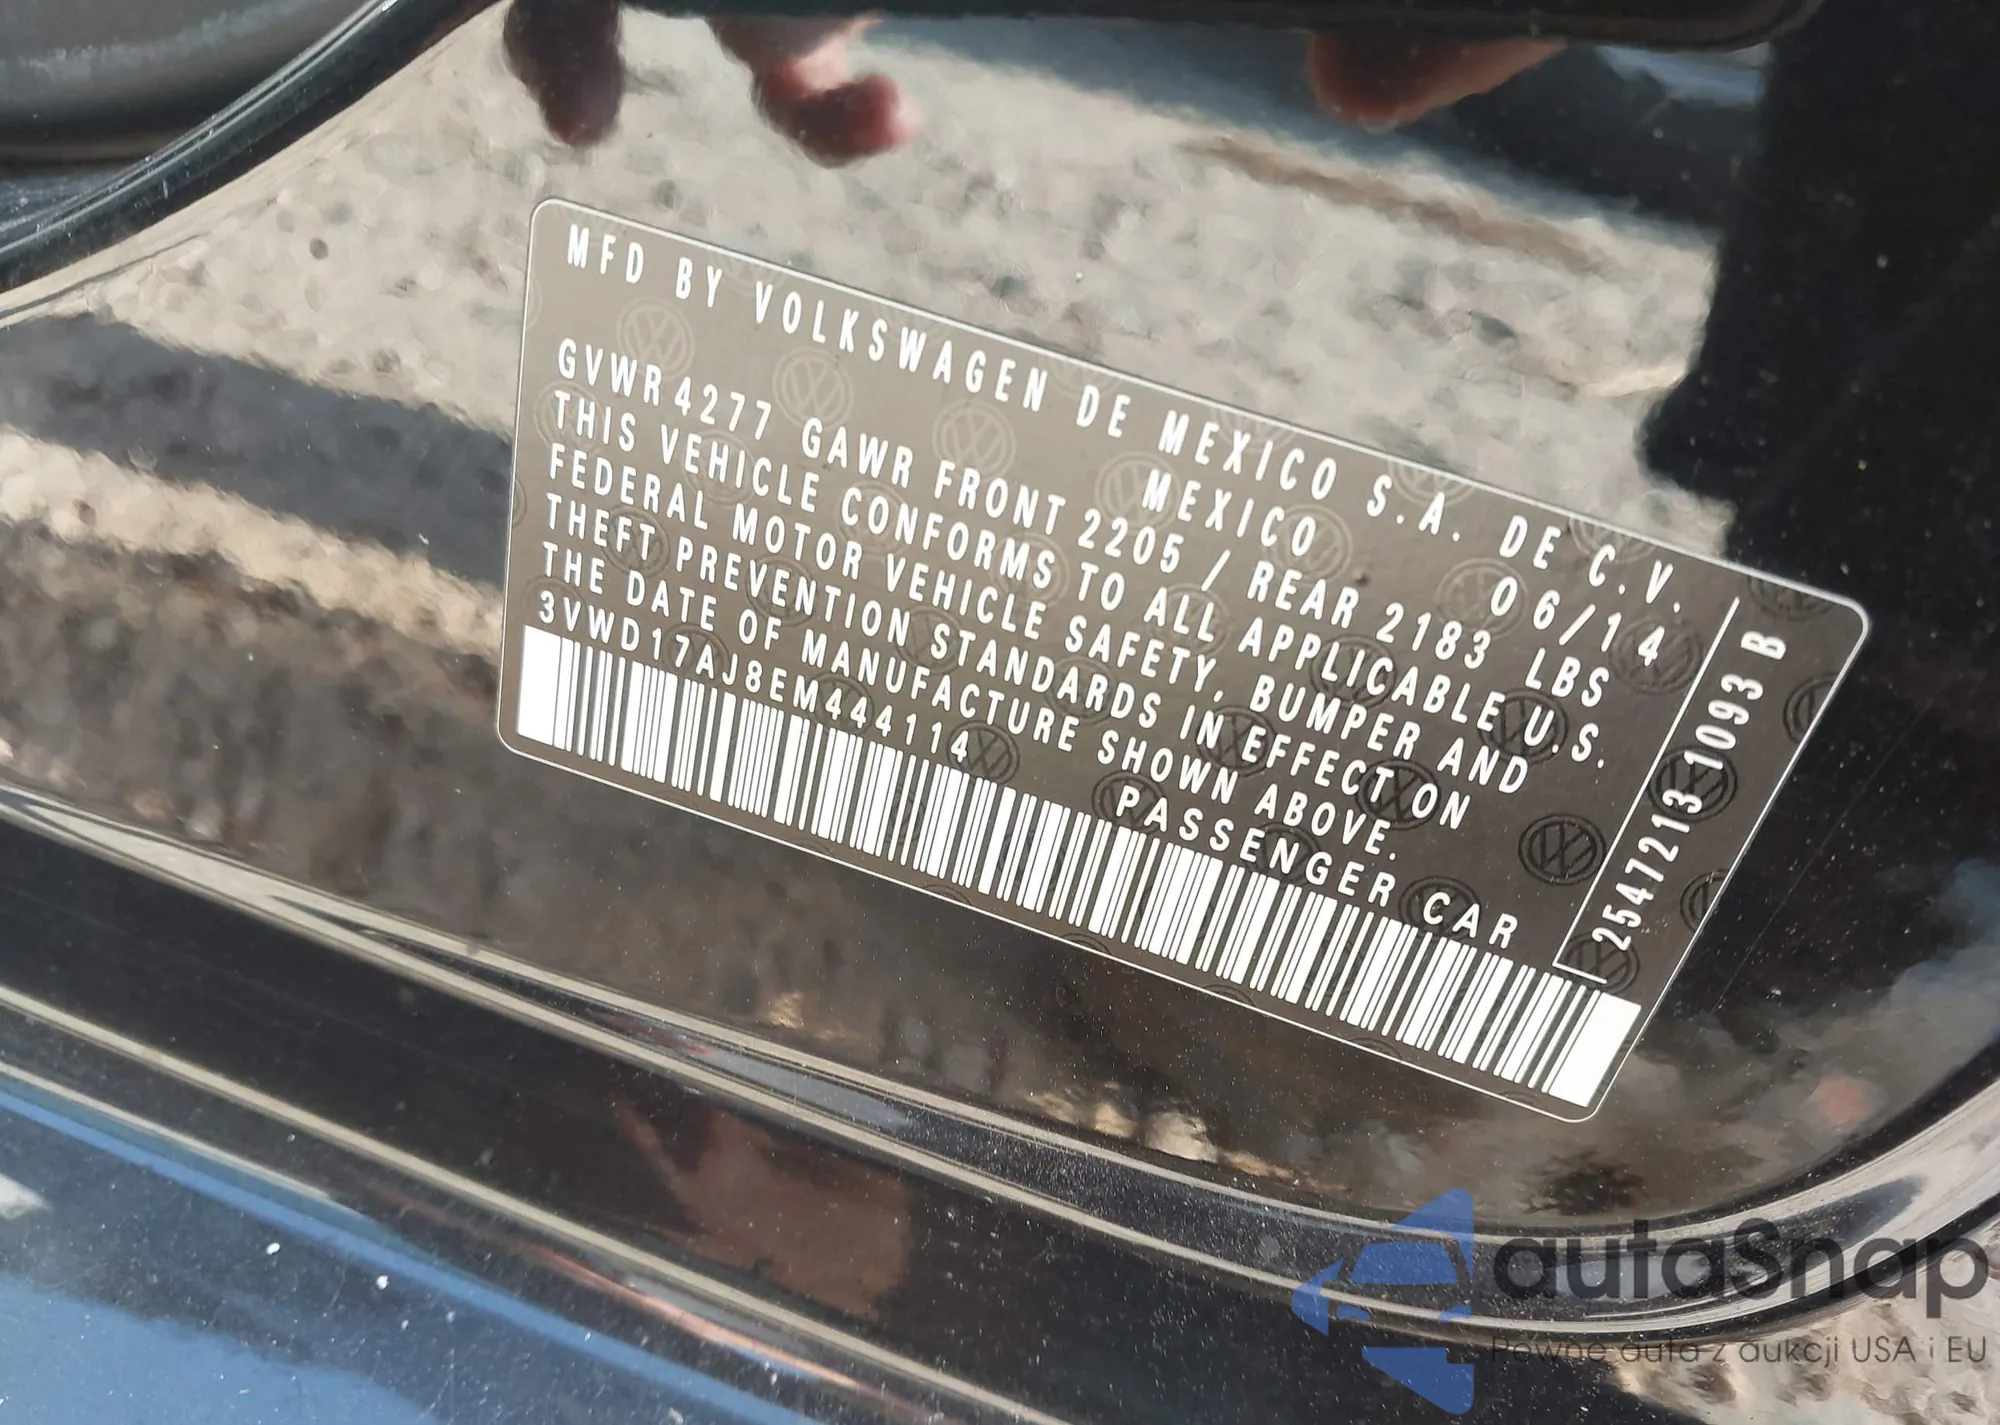 MFD BY VOLKSWAGEN DE MEXICO S.A. DE C.V.
MEXICO 06/14
GVWR 4277 GAWR FRONT 2205 / REAR 2183 LBS
THIS VEHICLE CONFORMS TO ALL APPLICABLE U.S.
FEDERAL MOTOR VEHICLE SAFETY, BUMPER AND
THEFT PREVENTION STANDARDS IN EFFECT ON
THE DATE OF MANUFACTURE SHOWN ABOVE.
3VWD17AJ8EM444114 PASSENGER CAR
2547213 1093 B
autaSnap
Pewne auta z aukcji USA i EU